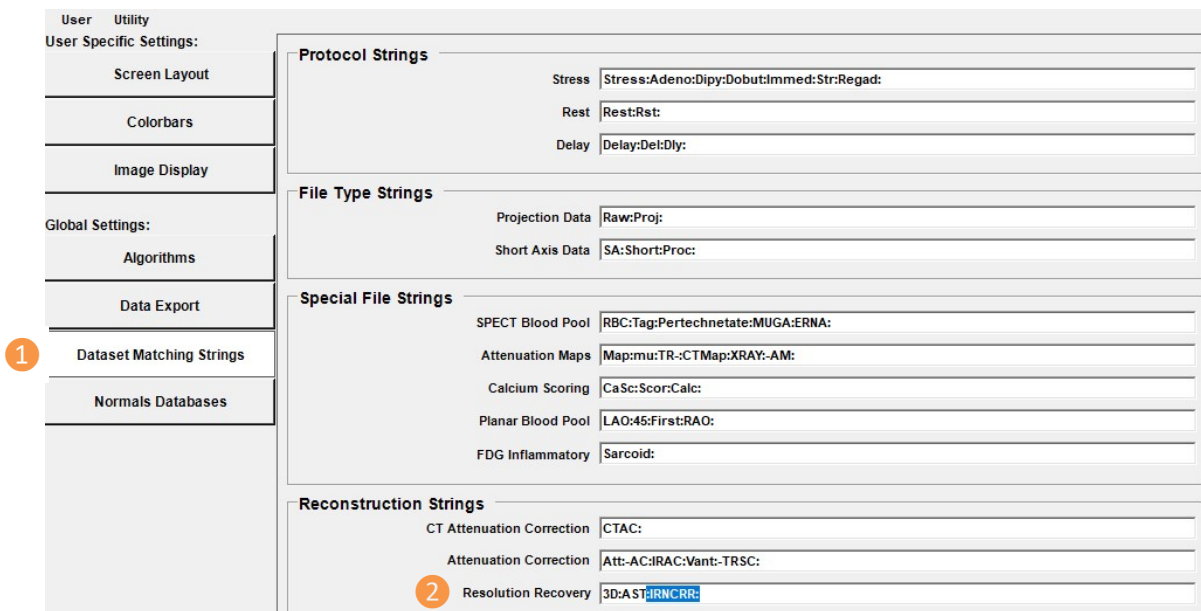 User Utility
User Specific Settings:
Screen Layout
Colorbars
Image Display
Global Settings:
Algorithms
Data Export
1 Dataset Matching Strings
Normals Databases
Protocol Strings
Stress Stress:Adeno:Dipy:Dobut:Immed:Str:Regad:
Rest Rest:Rst:
Delay Delay:Del:Dly:
File Type Strings
Projection Data Raw:Proj:
Short Axis Data SA:Short:Proc:
Special File Strings
SPECT Blood Pool RBC:Tag:Pertechnetate:MUGA:ERNA:
Attenuation Maps Map:mu:TR-:CTMap:XRAY:-AM:
Calcium Scoring CaSc:Scor:Calc:
Planar Blood Pool LAO:45:First:RAO:
FDG Inflammatory Sarcoid:
Reconstruction Strings
CT Attenuation Correction CTAC:
Attenuation Correction Att:-AC:IRAC:Vant:-TRSC:
2 Resolution Recovery 3D:AST:IRNCRR: